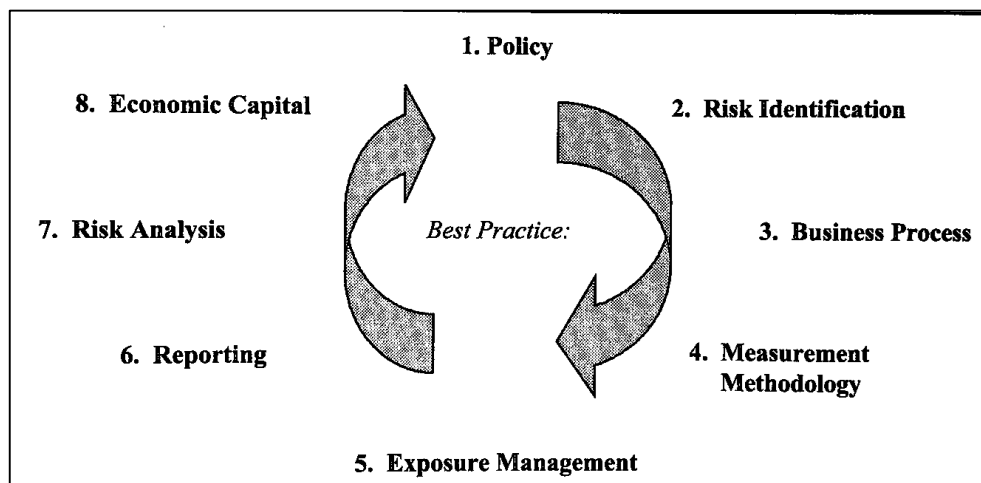 1. Policy
2. Risk Identification
3. Business Process
4. Measurement
Methodology
5. Exposure Management
6. Reporting
7. Risk Analysis
8. Economic Capital
Best Practice: